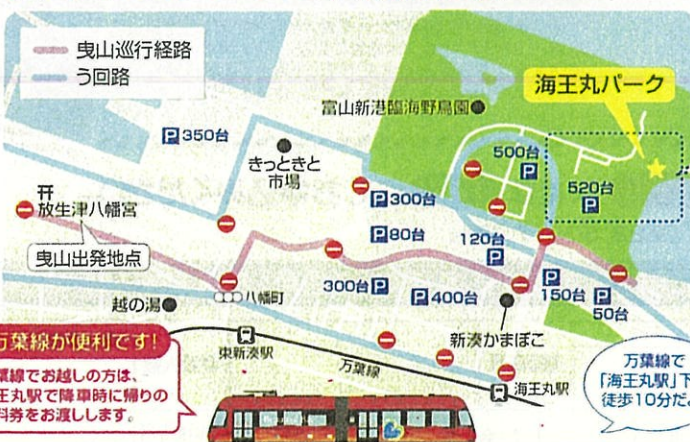 曳山巡行経路
う回路
海王丸パーク
富山新港臨海野鳥園
P350台
きっときと
市場
500台
P
520台
P
放生津八幡宮
P300台
曳山出発地点
P80台
120台
P
300台P
P400台
P
150台
P
50台
八幡町
越の湯
新湊かまぼこ
万葉線が便利です!
東新湊駅
万葉線
海王丸駅
葉線でお越しの方は、
王丸駅で降車時に帰りの
料券をお渡しします。
万葉線で
「海王丸駅」下
徒歩10分だ